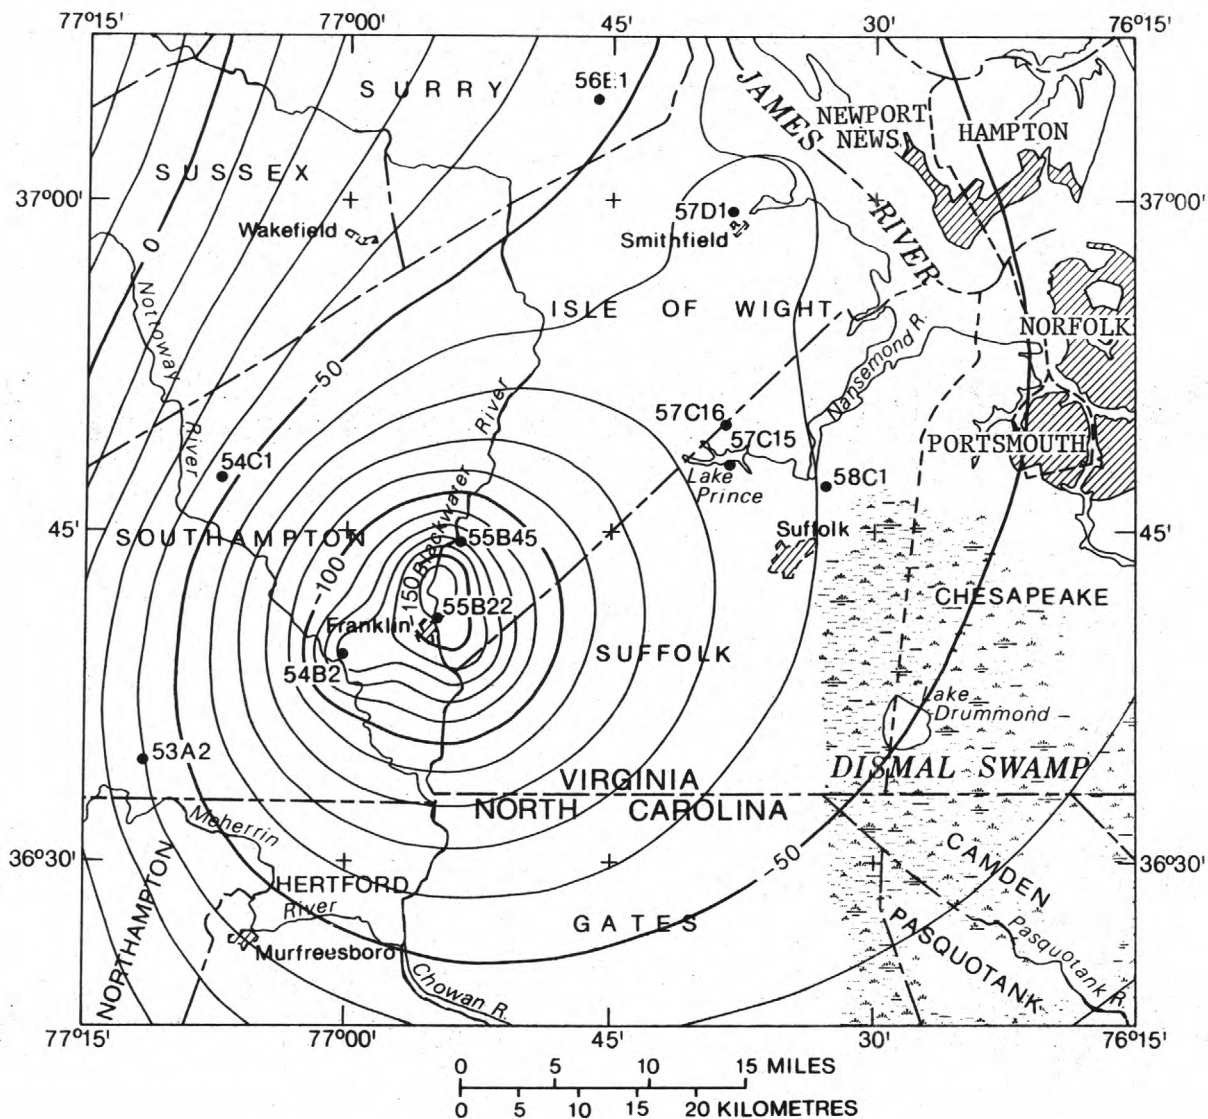 77°15' 77°00' 45' 30' 76°15'
SURRY
56E1
JAMES RIVER
NEWPORT
NEWS
HAMPTON
SUSSEX
37°00' 37°00'
57D1
Wakefield
Smithfield
0
Nottoway River
ISLE OF WIGHT
NORFOLK
Nansemond R.
-50
Blackwater River
57C16
57C15
PORTSMOUTH
54C1
Lake
Prince
58C1
45' 45'
SOUTHAMPTON
55B45
Suffolk
-100
-150
55B22
CHESAPEAKE
Franklin
SUFFOLK
54B2
Lake
Drummond
53A2
VIRGINIA
DISMAL SWAMP
NORTH CAROLINA
Meherrin River
36°30' 36°30'
-50
CAMDEN
HERTFORD
NORTHAMPTON
GATES
PASQUOTANK
Pasquotank R.
Murfreesboro
Chowan R.
77°15' 77°00' 45' 30' 76°15'
0 5 10 15 MILES
0 5 10 15 20 KILOMETRES